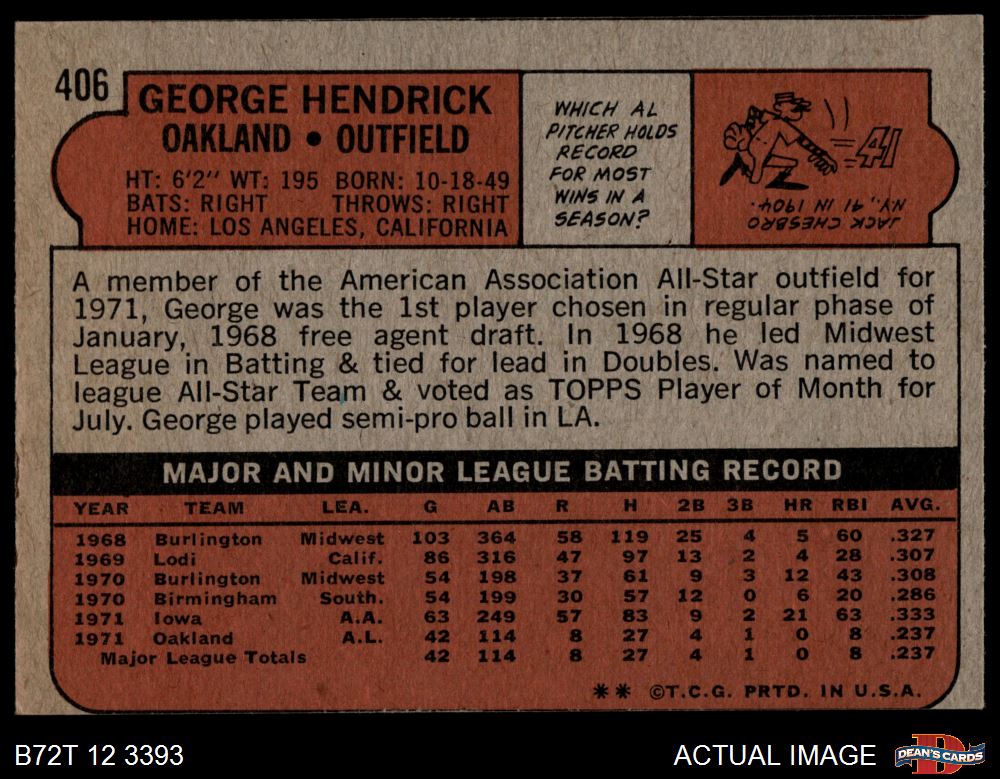 406
GEORGE HENDRICK
OAKLAND • OUTFIELD
HT: 6'2" WT: 195 BORN: 10-18-49
BATS: RIGHT THROWS: RIGHT
HOME: LOS ANGELES, CALIFORNIA
WHICH AL
PITCHER HOLDS
RECORD
FOR MOST
WINS IN A
SEASON?
41
JACK CHESBRO
NY., 41 IN 1904.
A member of the American Association All-Star outfield for
1971, George was the 1st player chosen in regular phase of
January, 1968 free agent draft. In 1968 he led Midwest
League in Batting & tied for lead in Doubles. Was named to
league All-Star Team & voted as TOPPS Player of Month for
July. George played semi-pro ball in LA.
MAJOR AND MINOR LEAGUE BATTING RECORD
YEAR TEAM LEA. G AB R H 2B 3B HR RBI AVG.
1968 Burlington Midwest 103 364 58 119 25 4 5 60 .327
1969 Lodi Calif. 86 316 47 97 13 2 4 28 .307
1970 Burlington Midwest 54 198 37 61 9 3 12 43 .308
1970 Birmingham South. 54 199 30 57 12 0 6 20 .286
1971 Iowa A.A. 63 249 57 83 9 2 21 63 .333
1971 Oakland A.L. 42 114 8 27 4 1 0 8 .237
Major League Totals 42 114 8 27 4 1 0 8 .237
** ©T.C.G. PRTD. IN U.S.A.
B72T 12 3393
ACTUAL IMAGE
DEAN'S CARDS